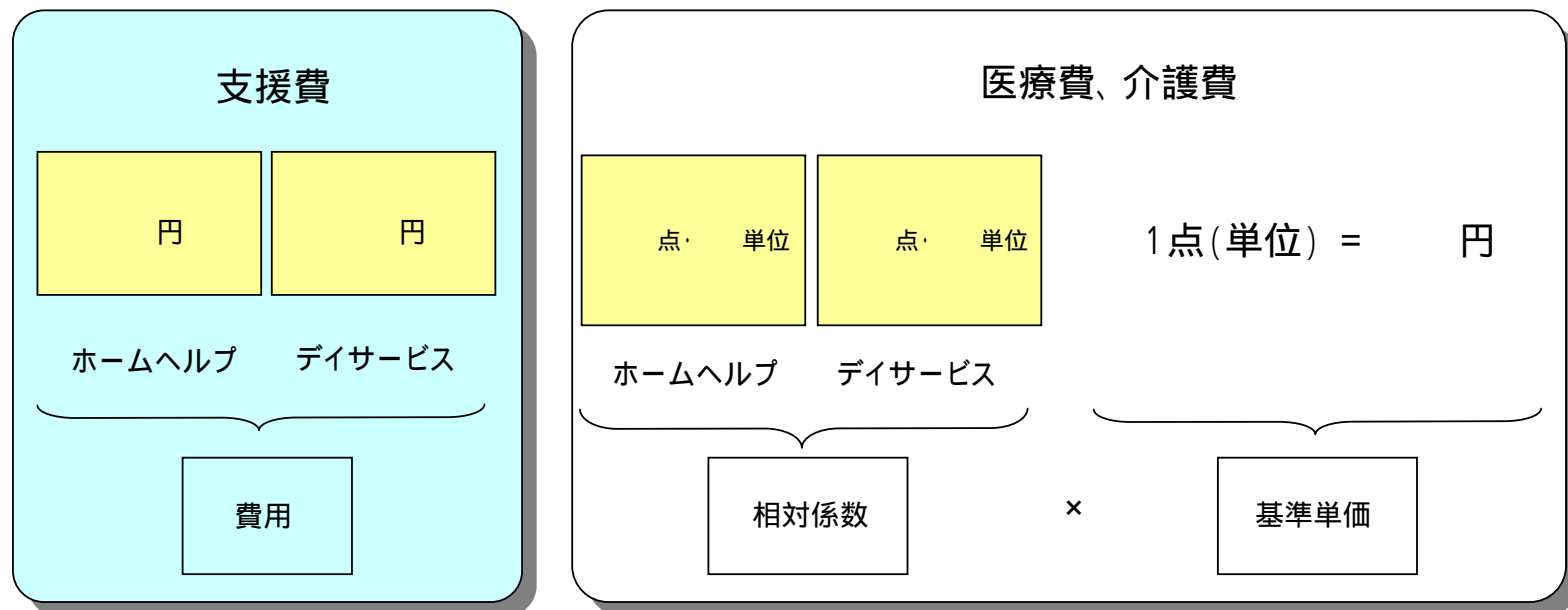 支援費
円 円
ホームヘルプ デイサービス
費用
医療費、介護費
点・ 単位 点・ 単位 1点(単位) = 円
ホームヘルプ デイサービス
相対係数 × 基準単価